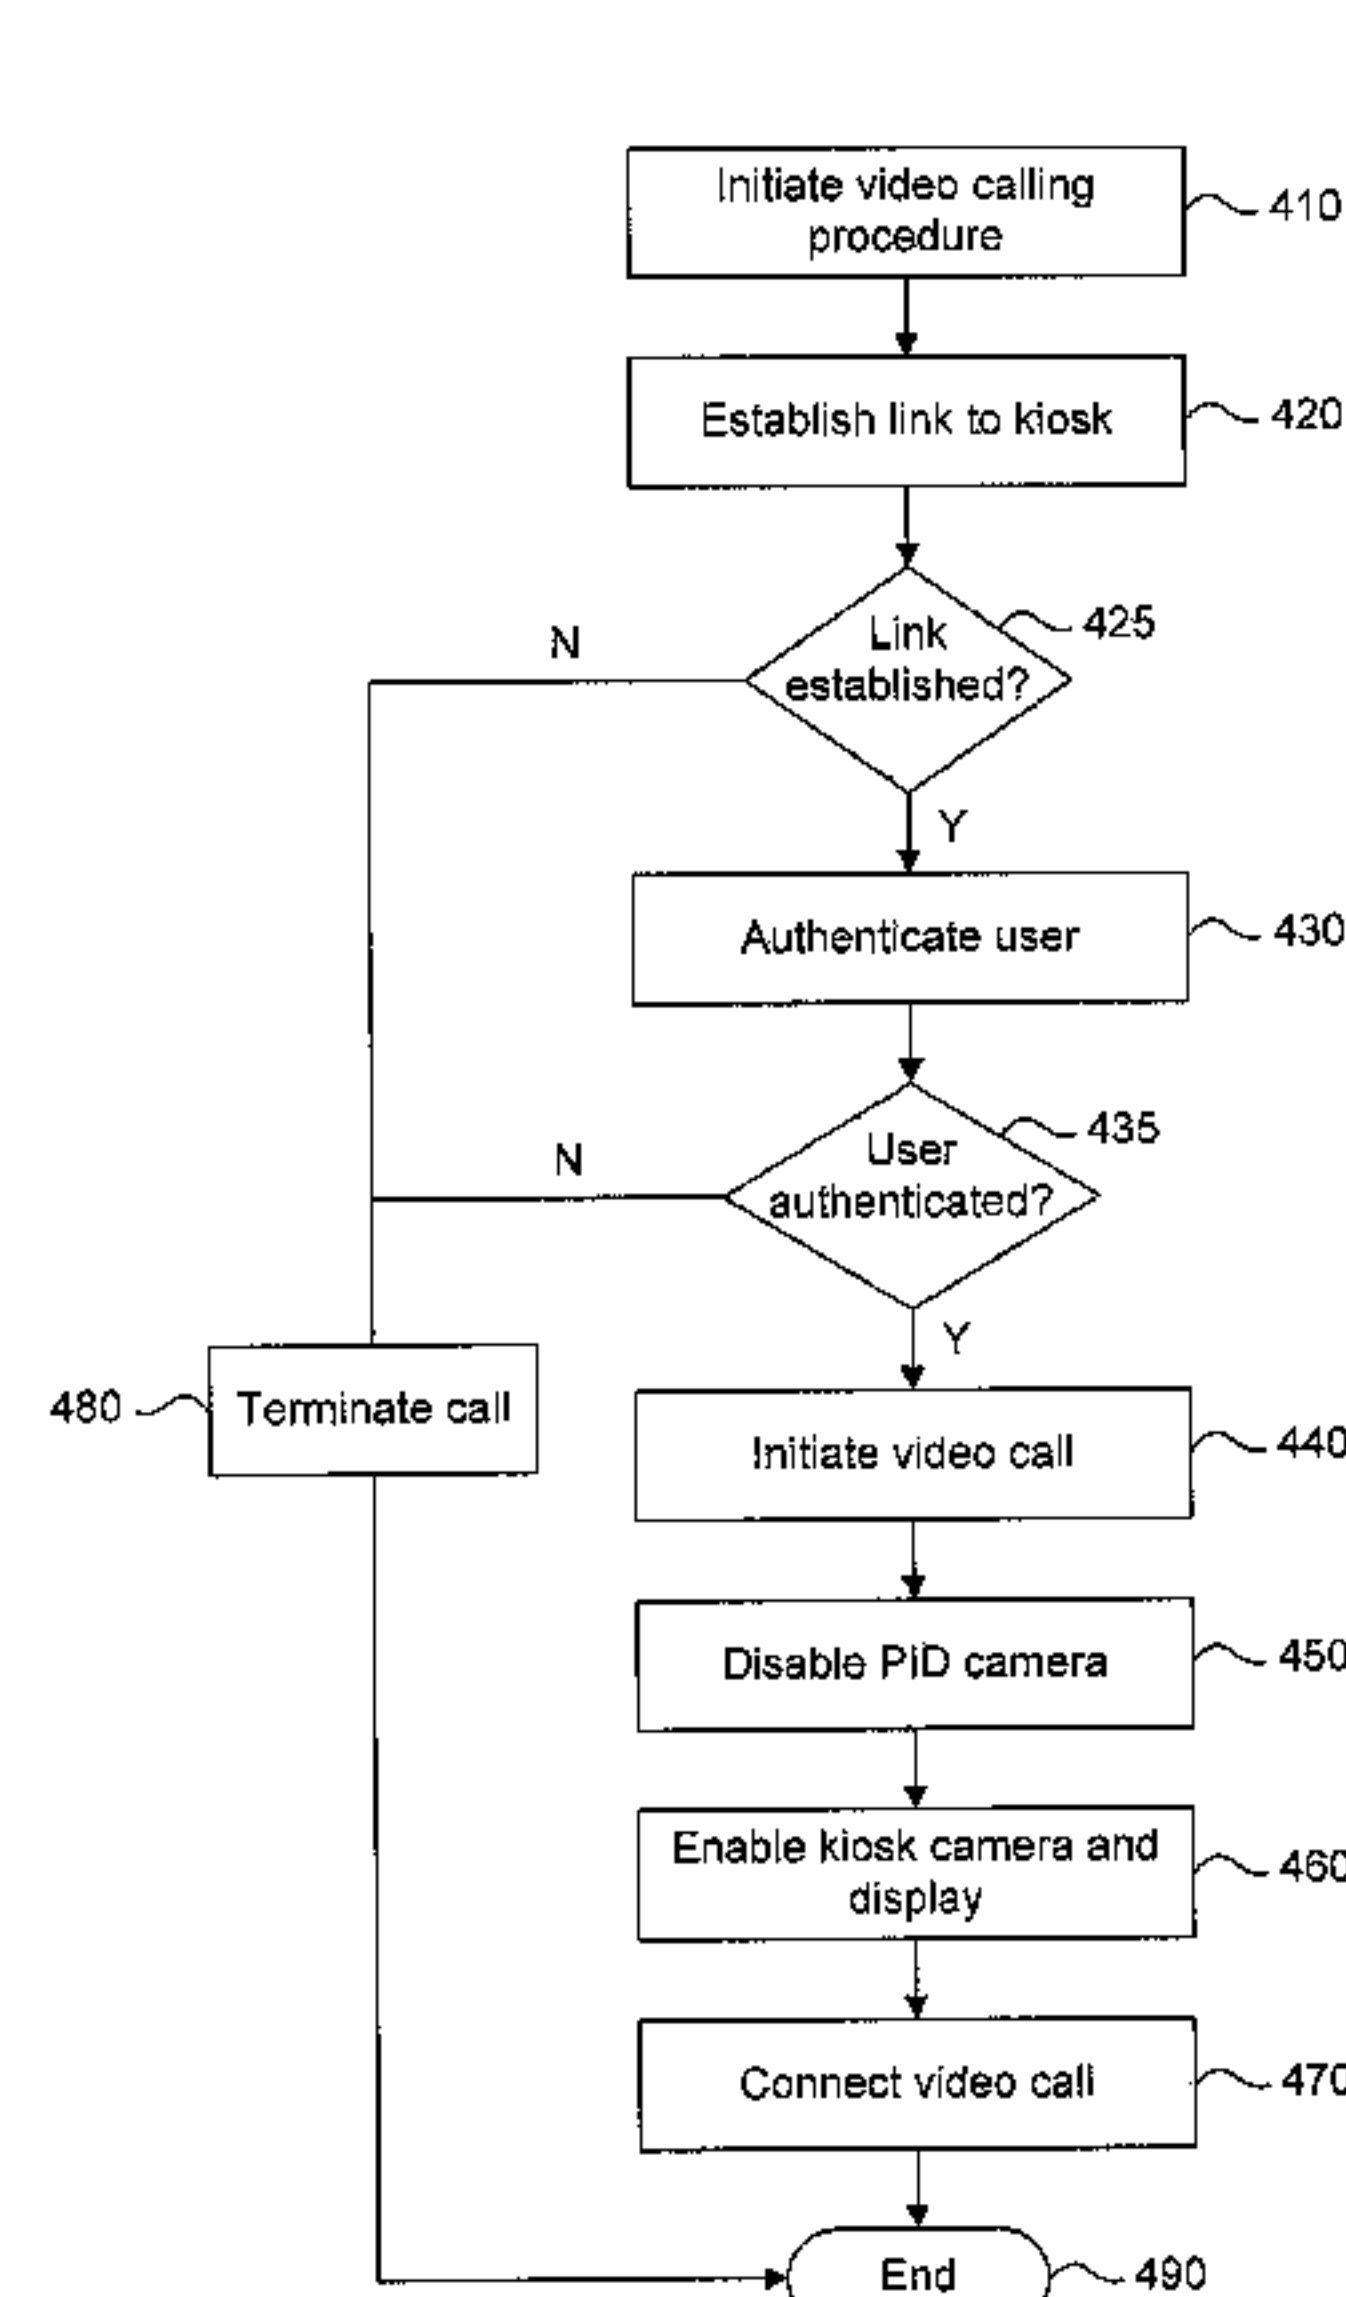 Initiate video calling
procedure
410
Establish link to kiosk
420
Link
established?
425
N
Y
Authenticate user
430
User
authenticated?
435
N
Y
480
Terminate call
Initiate video call
440
Disable PID camera
450
Enable kiosk camera and
display
460
Connect video call
470
End
490